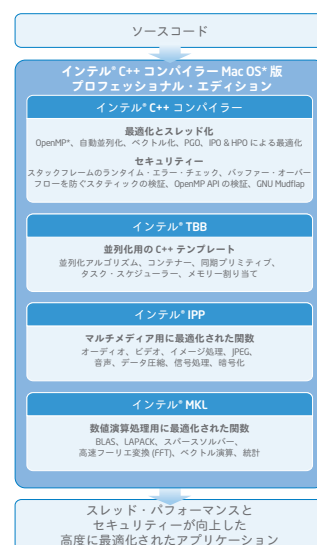 ソースコード
インテル® C++ コンパイラー Mac OS* 版
プロフェッショナル・エディション
インテル® C++ コンパイラー
最適化とスレッド化
OpenMP*、自動並列化、ベクトル化、PGO、IPO & HPO による最適化
セキュリティー
スタックフレームのランタイム・エラー・チェック、バッファー・オーバー
フローを防ぐスタティックの検証、OpenMP API の検証、GNU Mudflap
インテル® TBB
並列化用の C++ テンプレート
並列化アルゴリズム、コンテナー、同期プリミティブ、
タスク・スケジューラー、メモリー割り当て
インテル® IPP
マルチメディア用に最適化された関数
オーディオ、ビデオ、イメージ処理、JPEG、
音声、データ圧縮、信号処理、暗号化
インテル® MKL
数値演算処理用に最適化された関数
BLAS、LAPACK、スパースソルバー、
高速フーリエ変換 (FFT)、ベクトル演算、統計
スレッド・パフォーマンスと
セキュリティーが向上した
高度に最適化されたアプリケーション